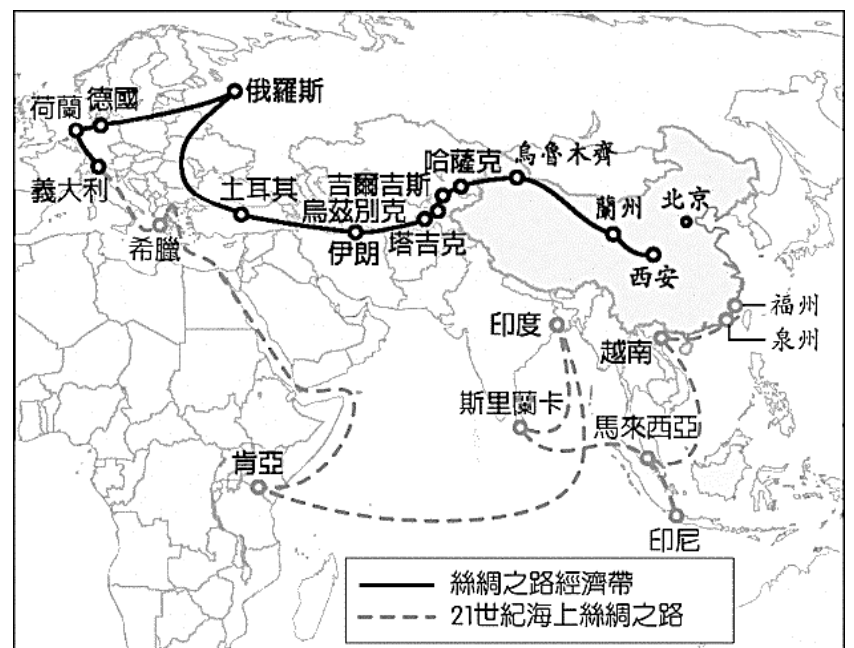 俄羅斯
德國
荷蘭
義大利
希臘
土耳其
吉爾吉斯
哈薩克
烏魯木齊
烏茲別克
伊朗
塔吉克
蘭州
北京
西安
福州
泉州
印度
越南
斯里蘭卡
馬來西亞
肯亞
印尼
絲綢之路經濟帶
21世紀海上絲綢之路